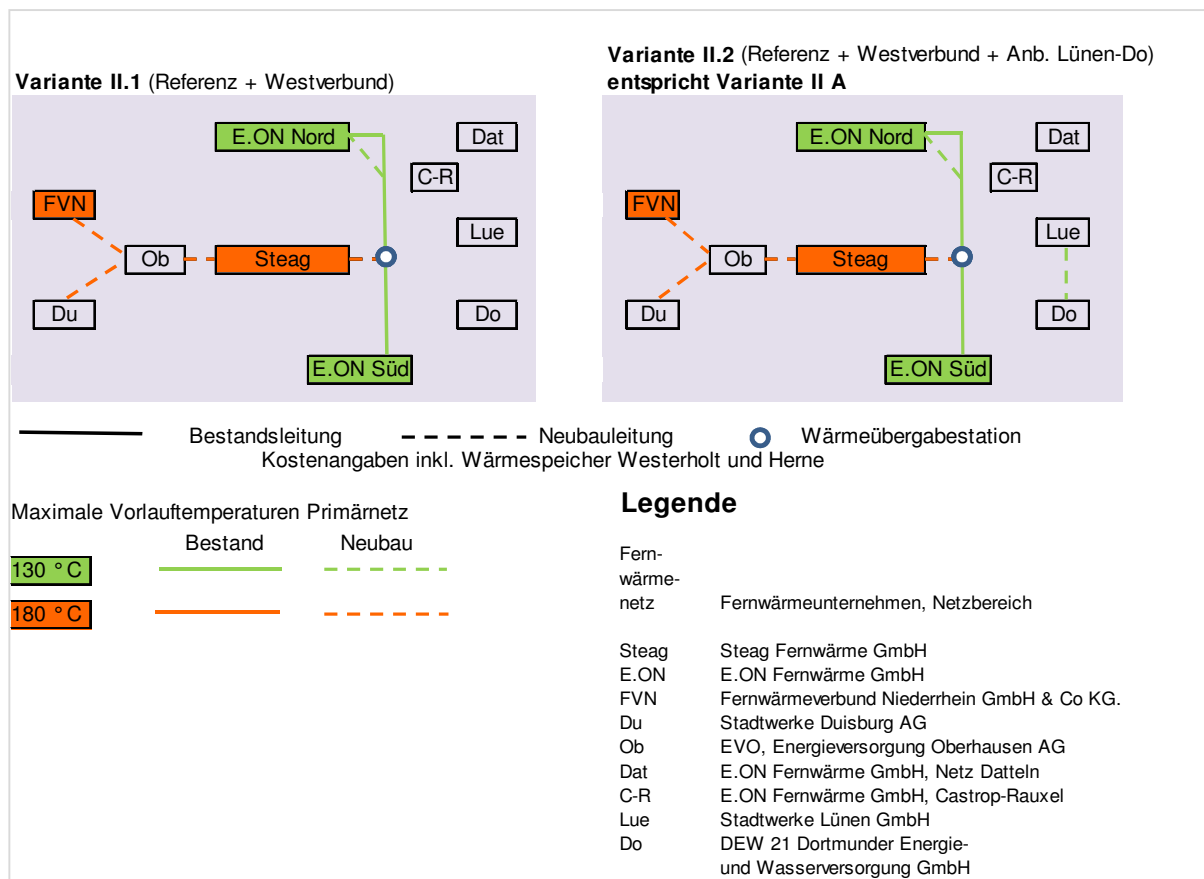 Variante II.1 (Referenz + Westverbund)
E.ON Nord
Dat
C-R
FVN
Lue
Ob
Steag
Du
Do
E.ON Süd
Variante II.2 (Referenz + Westverbund + Anb. Lünen-Do)
entspricht Variante II A
E.ON Nord
Dat
C-R
FVN
Lue
Ob
Steag
Du
Do
E.ON Süd
Bestandsleitung Neubauleitung Wärmeübergabestation
Kostenangaben inkl. Wärmespeicher Westerholt und Herne
Maximale Vorlauftemperaturen Primärnetz
Bestand Neubau
130 °C
180 °C
Legende
Fern-
wärme-
netz Fernwärmeunternehmen, Netzbereich
Steag Steag Fernwärme GmbH
E.ON E.ON Fernwärme GmbH
FVN Fernwärmeverbund Niederrhein GmbH & Co KG.
Du Stadtwerke Duisburg AG
Ob EVO, Energieversorgung Oberhausen AG
Dat E.ON Fernwärme GmbH, Netz Datteln
C-R E.ON Fernwärme GmbH, Castrop-Rauxel
Lue Stadtwerke Lünen GmbH
Do DEW 21 Dortmunder Energie-
und Wasserversorgung GmbH